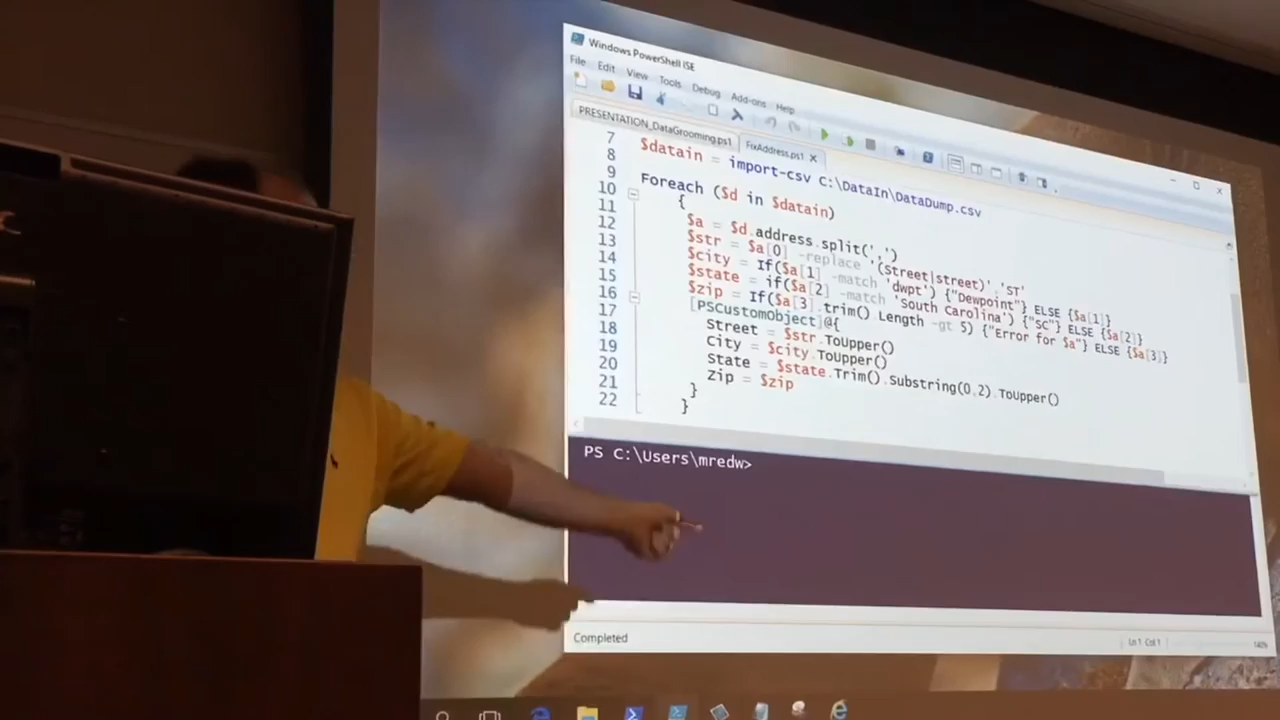 Windows PowerShell ISE
File Edit View Tools Debug Add-ons Help
PRESENTATION_DataGrooming.ps1 FixAddress.ps1 X
7
8 $datain = import-csv C:\DataIn\DataDump.csv
9
10 Foreach ($d in $datain)
11 {
12 $a = $d.address.split(',')
13 $str = $a[0] -replace '(Street|street)','ST'
14 $city = If($a[1] -match 'dwpt') {"Dewpoint"} ELSE {$a[1]}
15 $state = if($a[2] -match 'South Carolina') {"SC"} ELSE {$a[2]}
16 $zip = If($a[3].trim().Length -gt 5) {"Error for $a"} ELSE {$a[3]}
17 [PSCustomObject]@{
18 Street = $str.ToUpper()
19 City = $city.ToUpper()
20 State = $state.Trim().Substring(0,2).ToUpper()
21 Zip = $zip
22 }
}
PS C:\Users\mredw>
Completed Ln 1 Col 1 140%